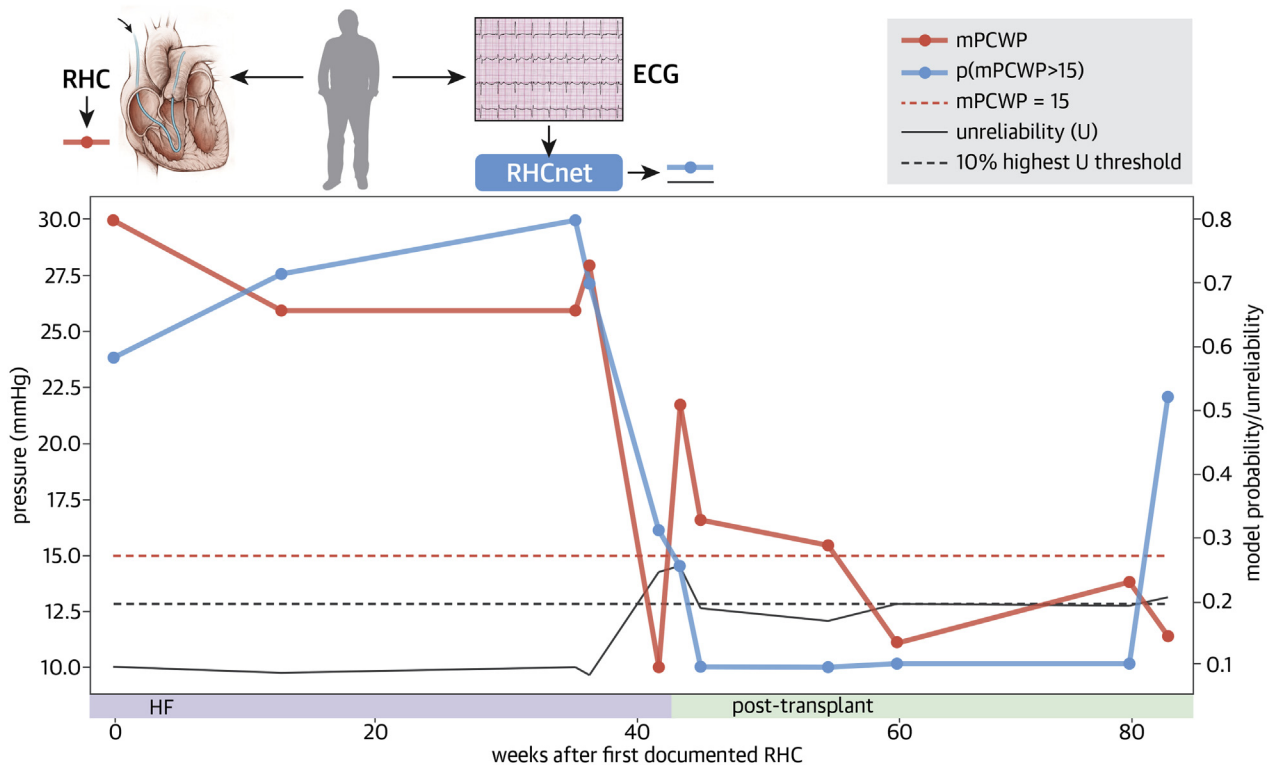 RHC
ECG
RHCnet
mPCWP
p(mPCWP>15)
mPCWP = 15
unreliability (U)
10% highest U threshold
pressure (mmHg)
30.0
27.5
25.0
22.5
20.0
17.5
15.0
12.5
10.0
model probability/unreliability
0.8
0.7
0.6
0.5
0.4
0.3
0.2
0.1
HF
post-transplant
0
20
40
60
80
weeks after first documented RHC